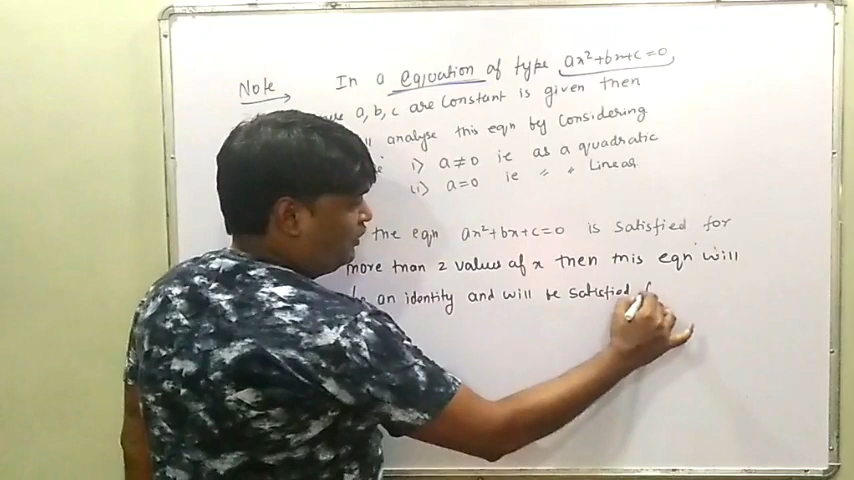 Note In a equation of type ax²+bx+c=0
a, b, c are constant is given then
analyse this eqn by considering
i) a≠0 ie as a quadratic
(ii) a=0 ie " " Linear
the eqn ax²+bx+c=0 is satisfied for
more than 2 values of x then this eqn will
an identity and will be satisfied